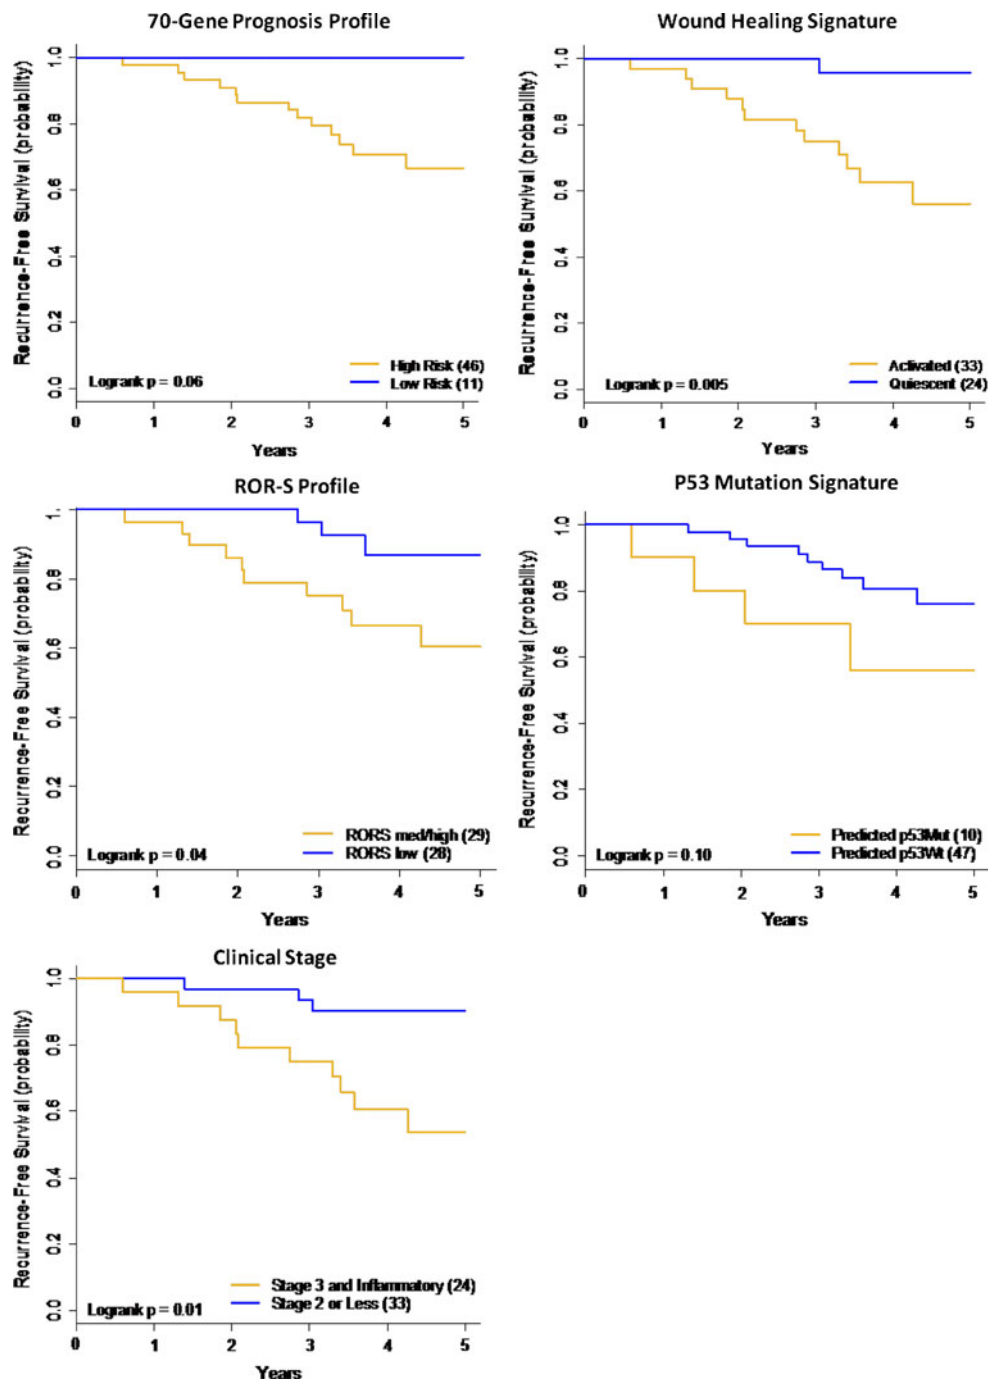 70-Gene Prognosis Profile
Recurrence-Free Survival (probability)
1.0
0.8
0.6
0.4
0.2
0.0
High Risk (46)
Low Risk (11)
Logrank p = 0.06
0 1 2 3 4 5
Years
Wound Healing Signature
Recurrence-Free Survival (probability)
1.0
0.8
0.6
0.4
0.2
0.0
Activated (33)
Quiescent (24)
Logrank p = 0.005
0 1 2 3 4 5
Years
ROR-S Profile
Recurrence-Free Survival (probability)
1.0
0.8
0.6
0.4
0.2
0.0
RORS med/high (29)
RORS low (28)
Logrank p = 0.04
0 1 2 3 4 5
Years
P53 Mutation Signature
Recurrence-Free Survival (probability)
1.0
0.8
0.6
0.4
0.2
0.0
Predicted p53Mut (10)
Predicted p53Wt (47)
Logrank p = 0.10
0 1 2 3 4 5
Years
Clinical Stage
Recurrence-Free Survival (probability)
1.0
0.8
0.6
0.4
0.2
0.0
Stage 3 and Inflammatory (24)
Stage 2 or Less (33)
Logrank p = 0.01
0 1 2 3 4 5
Years